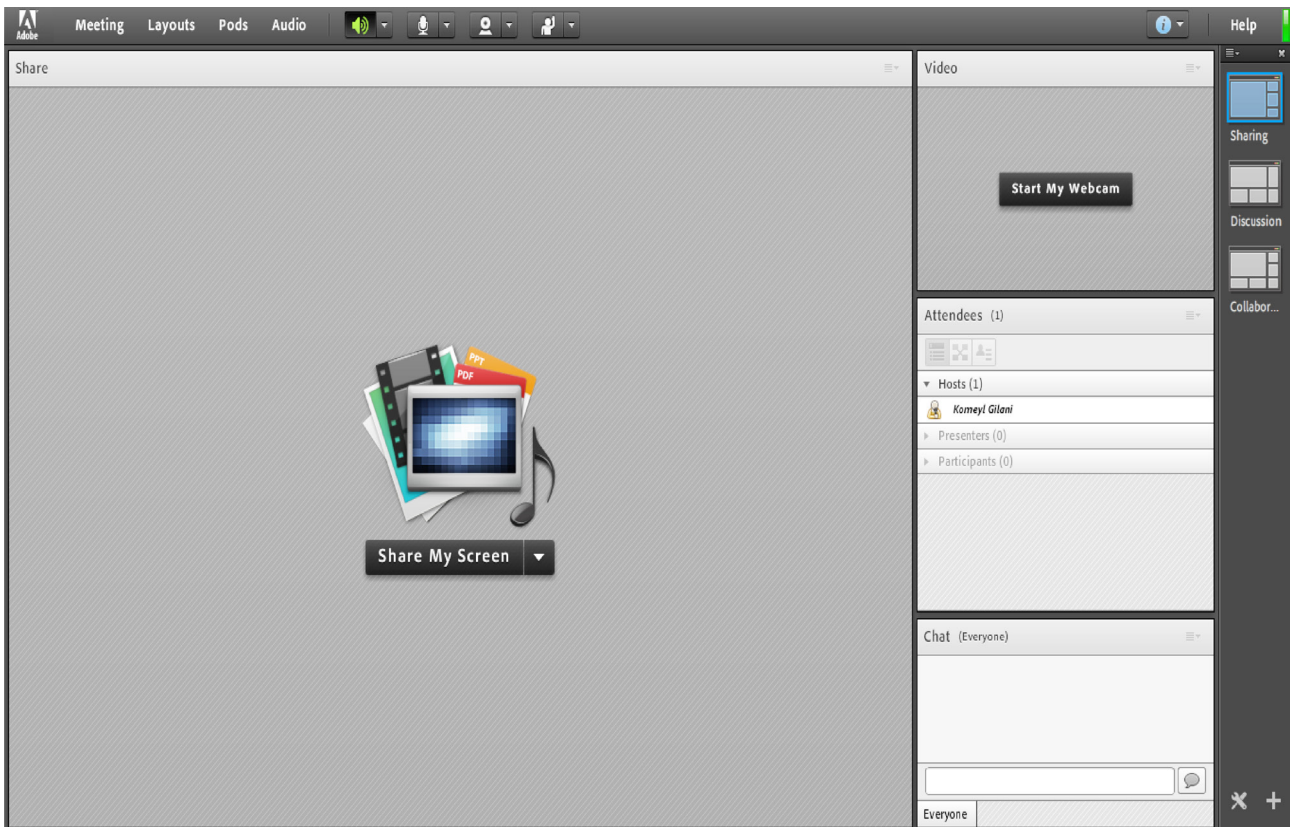 Adobe
Meeting Layouts Pods Audio
Help
Share
PPT
PDF
Share My Screen
Video
Start My Webcam
Attendees (1)
Hosts (1)
Komeyl Gilani
Presenters (0)
Participants (0)
Chat (Everyone)
Everyone
Sharing
Discussion
Collabor...